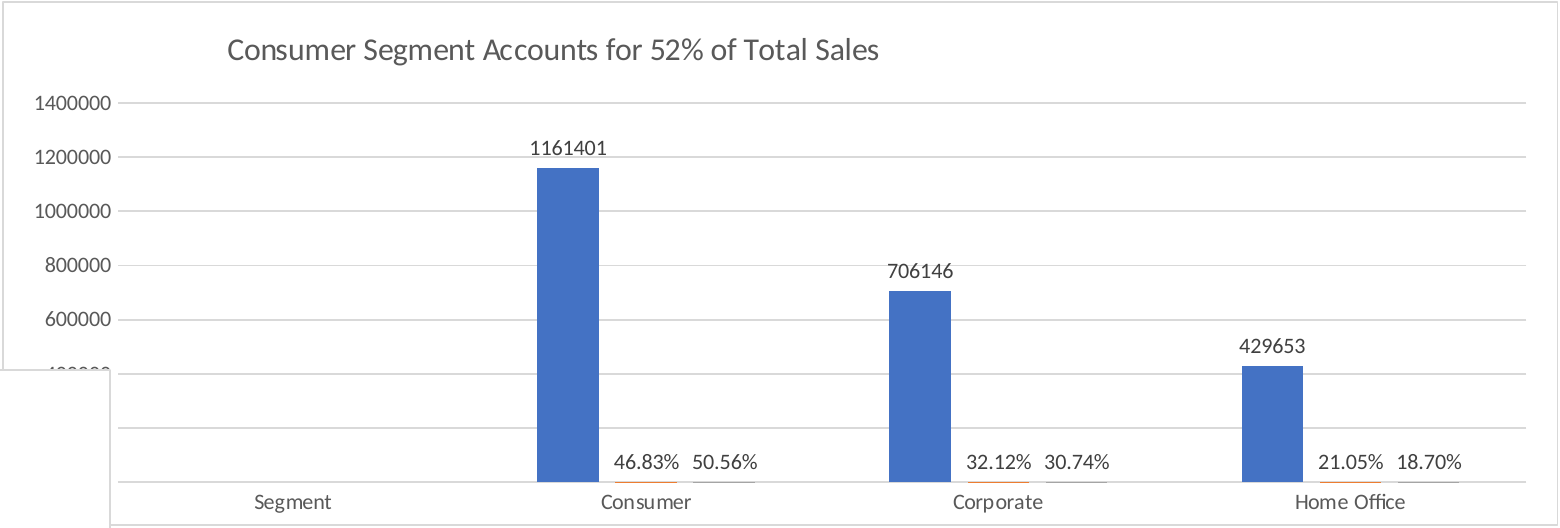 Consumer Segment Accounts for 52% of Total Sales
1400000
1200000
1161401
1000000
800000
706146
600000
429653
46.83% 50.56% 32.12% 30.74% 21.05% 18.70%
Segment Consumer Corporate Home Office